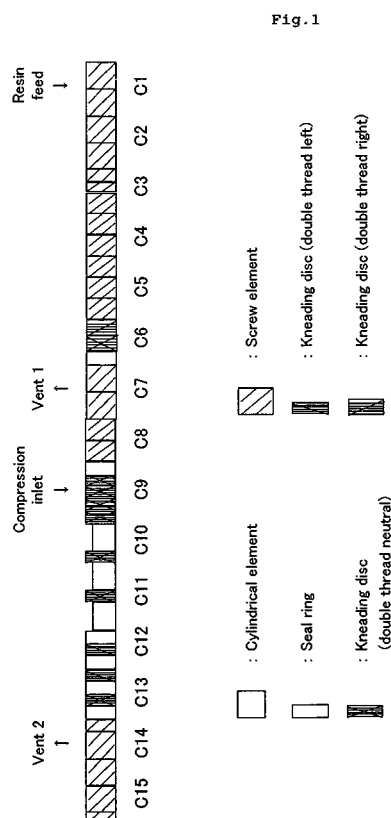 Fig.1
Resin
feed
Vent 1
Compression
inlet
Vent 2
C1
C2
C3
C4
C5
C6
C7
C8
C9
C10
C11
C12
C13
C14
C15
: Screw element
: Kneading disc (double thread left)
: Kneading disc (double thread right)
: Cylindrical element
: Seal ring
: Kneading disc
(double thread neutral)